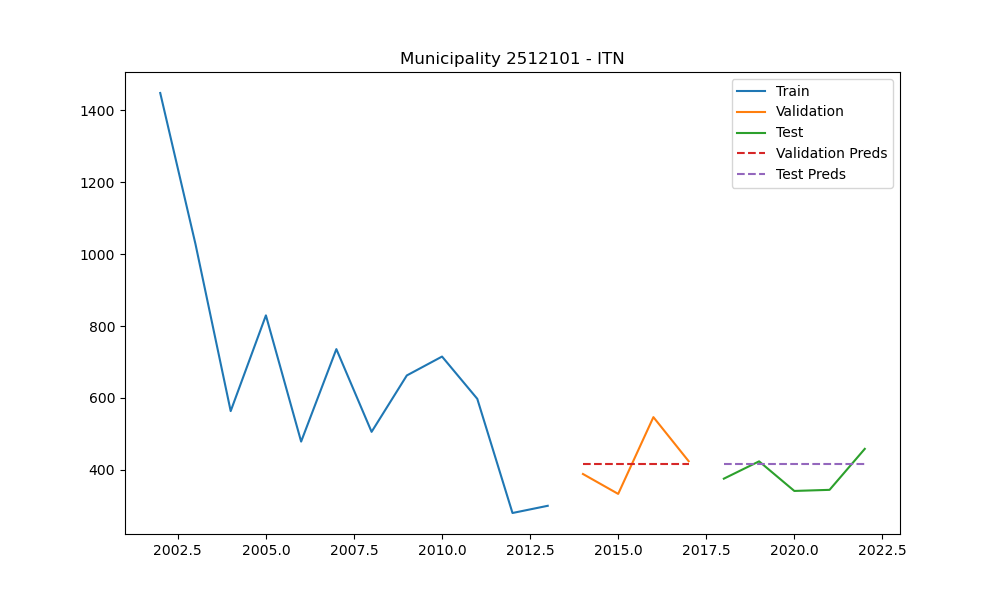 Municipality 2512101 - ITN
Train
Validation
Test
Validation Preds
Test Preds
1400
1200
1000
800
600
400
2002.5 2005.0 2007.5 2010.0 2012.5 2015.0 2017.5 2020.0 2022.5